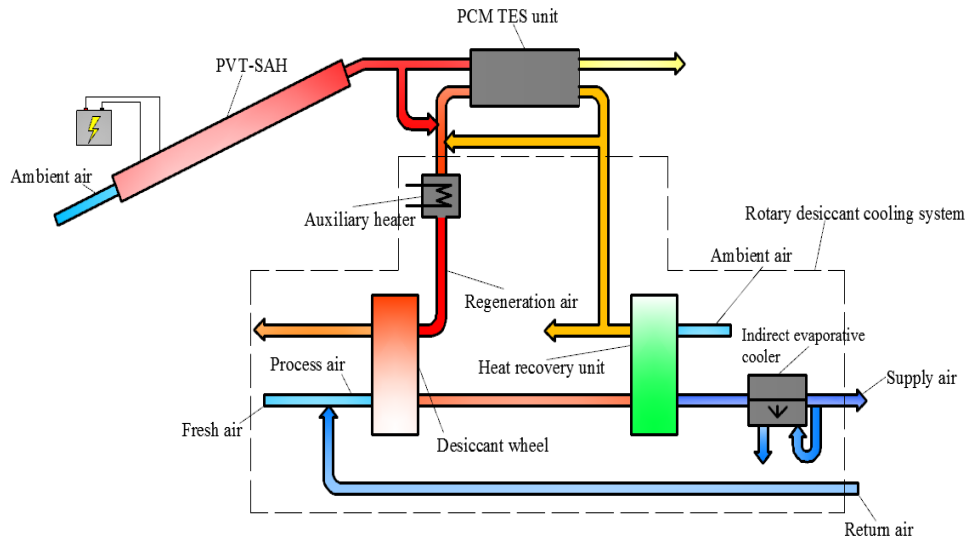 PCM TES unit
PVT-SAH
Ambient air
Auxiliary heater
Rotary desiccant cooling system
Ambient air
Regeneration air
Indirect evaporative
cooler
Process air
Heat recovery unit
Supply air
Fresh air
Desiccant wheel
Return air